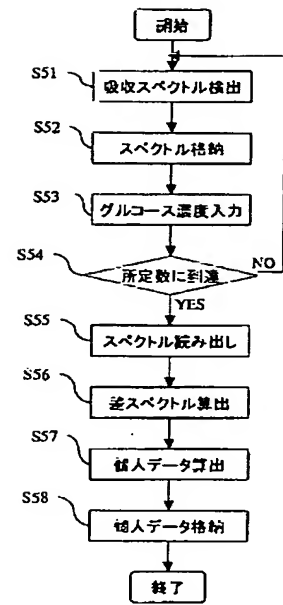 開始
S51
吸収スペクトル検出
S52
スペクトル格納
S53
グルコース濃度入力
S54
所定数に到達
NO
YES
S55
スペクトル読み出し
S56
差スペクトル算出
S57
個人データ算出
S58
個人データ格納
終了